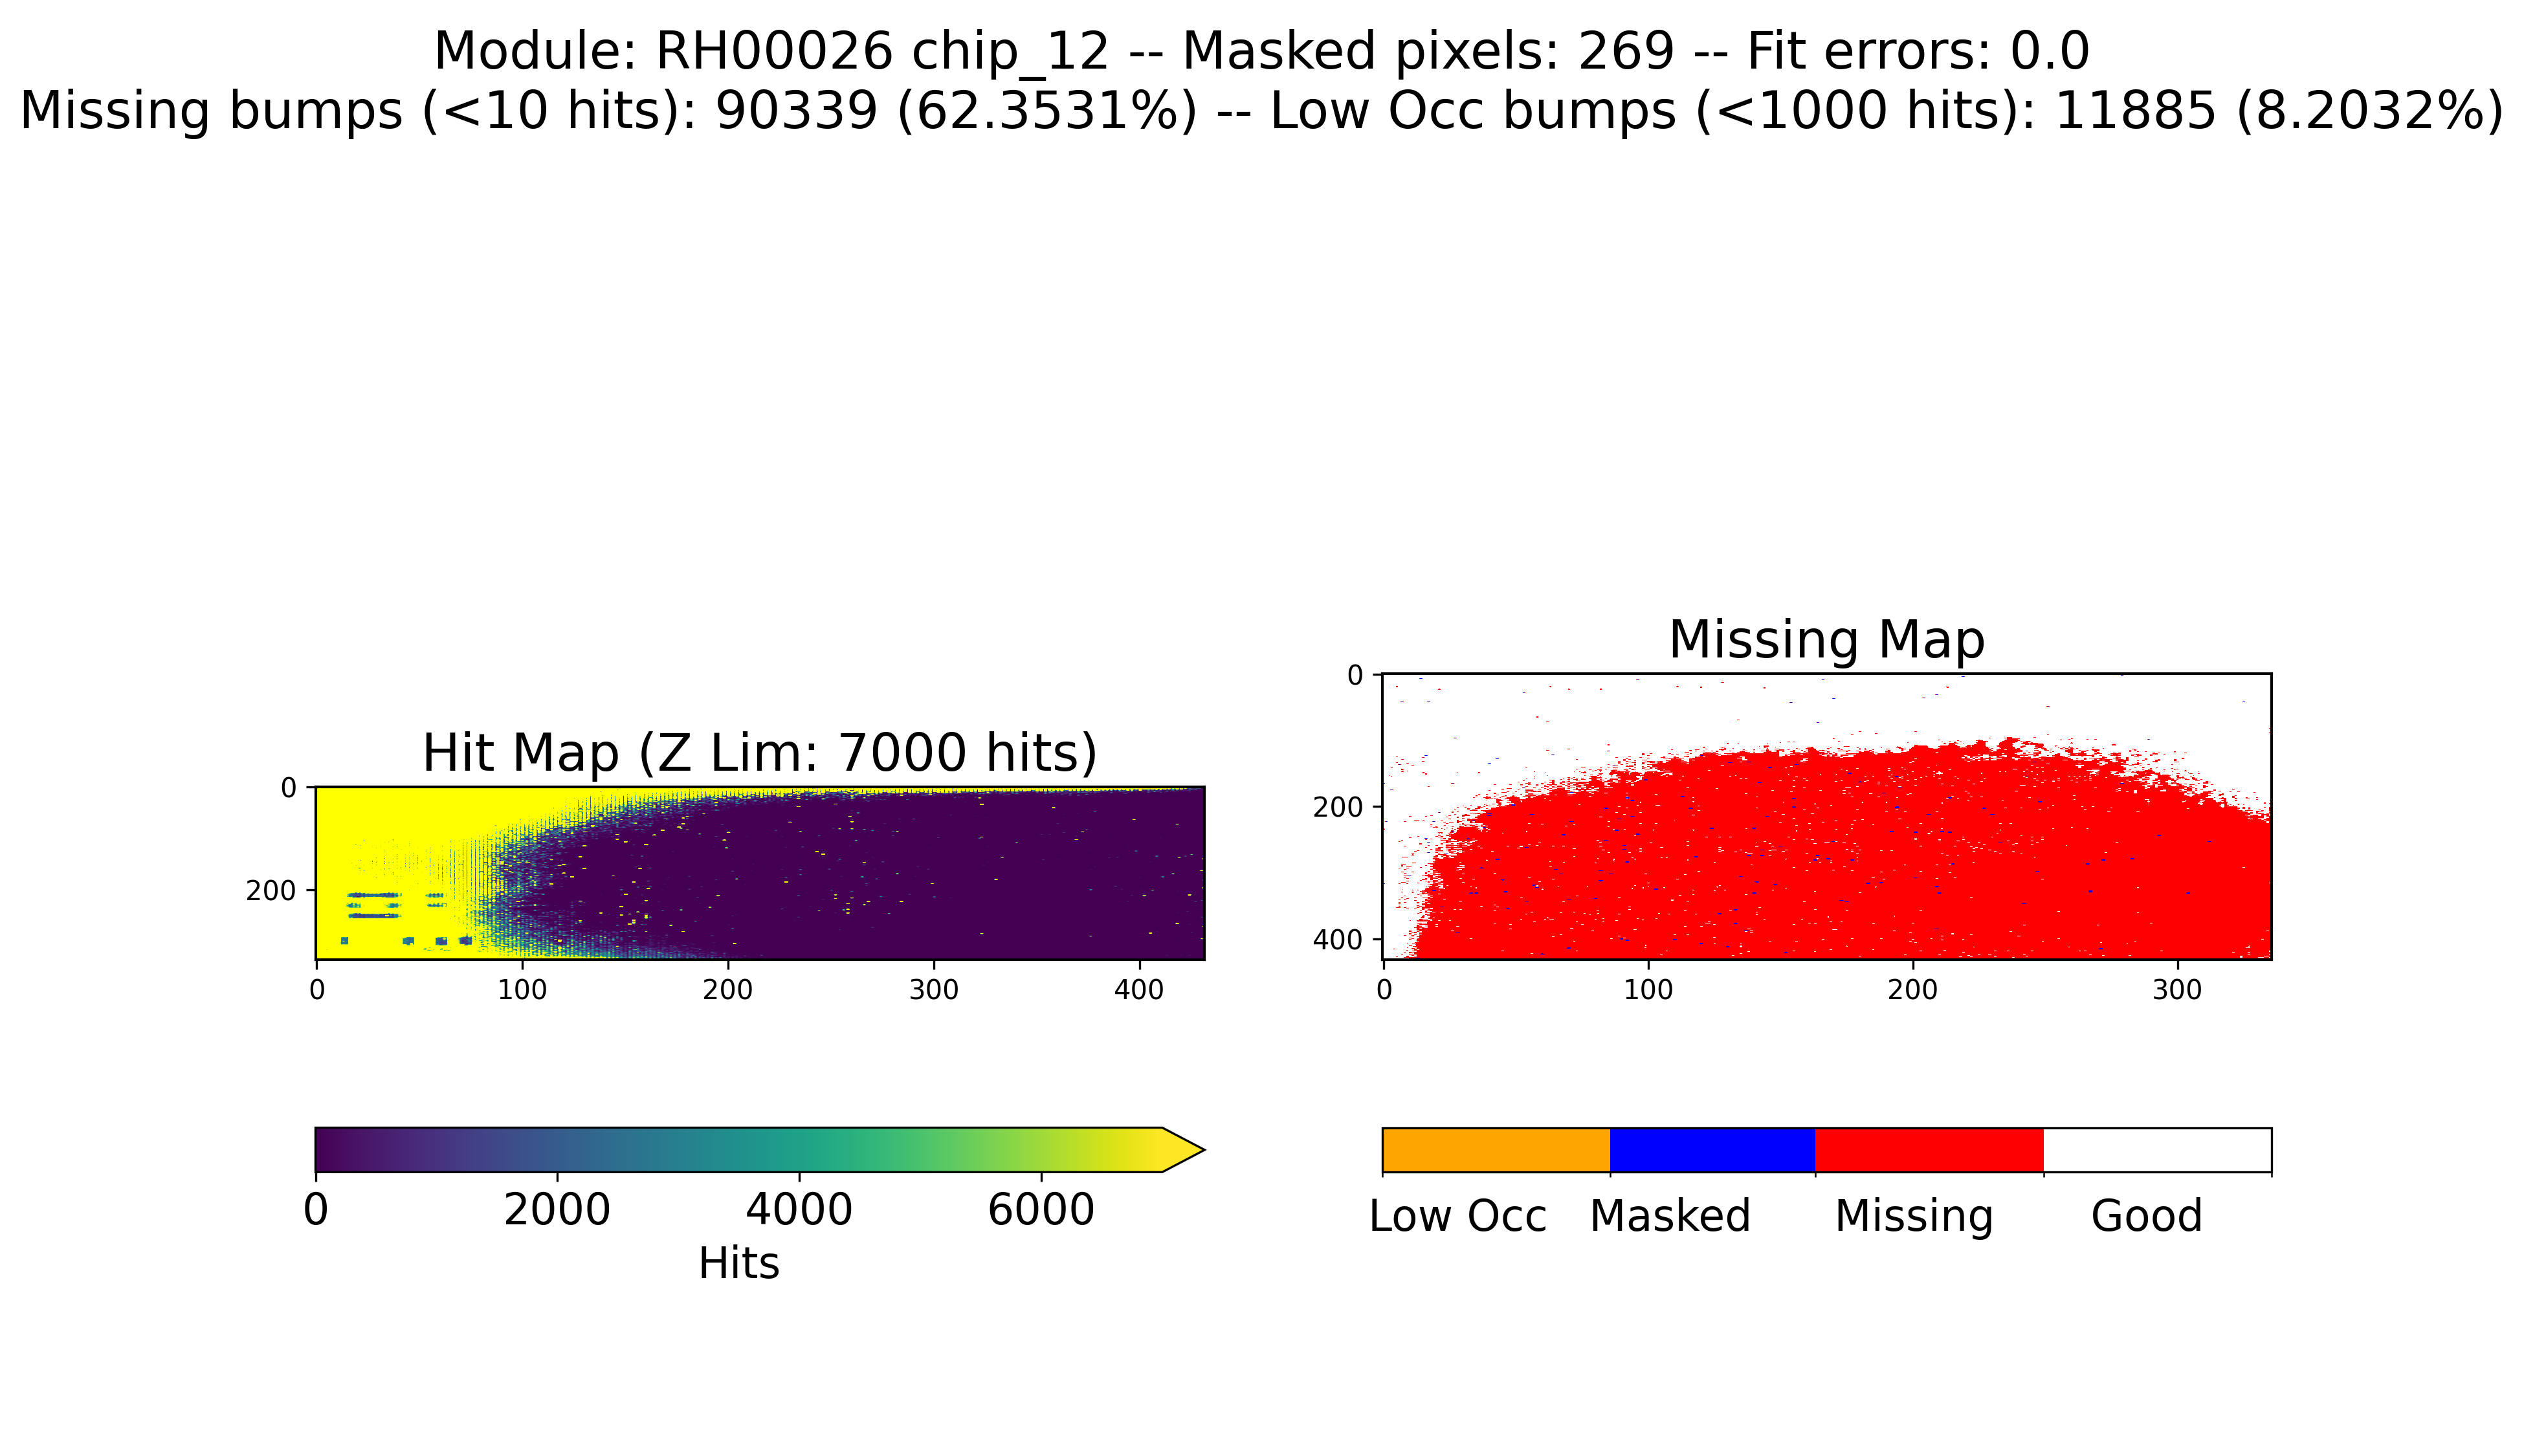 Module: RH00026 chip_12 -- Masked pixels: 269 -- Fit errors: 0.0
Missing bumps (<10 hits): 90339 (62.3531%) -- Low Occ bumps (<1000 hits): 11885 (8.2032%)
Hit Map (Z Lim: 7000 hits)
0
200
0 100 200 300 400
0 2000 4000 6000
Hits
Missing Map
0
200
400
0 100 200 300
Low Occ Masked Missing Good